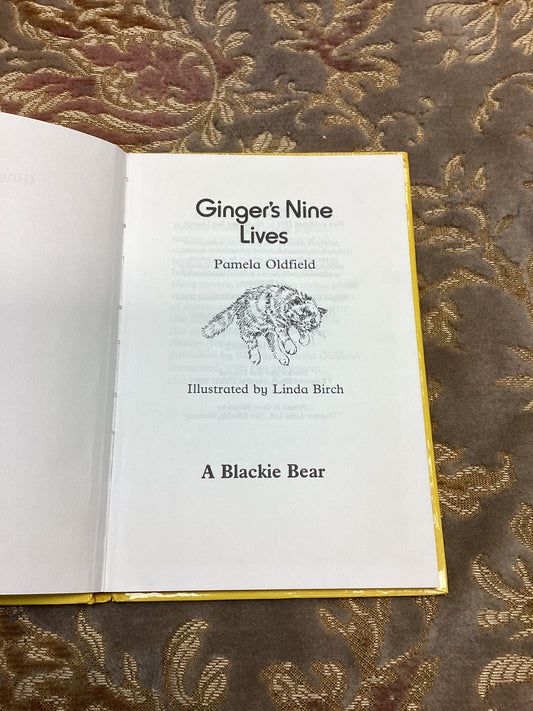 Ginger's Nine
Lives
Pamela Oldfield
Illustrated by Linda Birch
A Blackie Bear